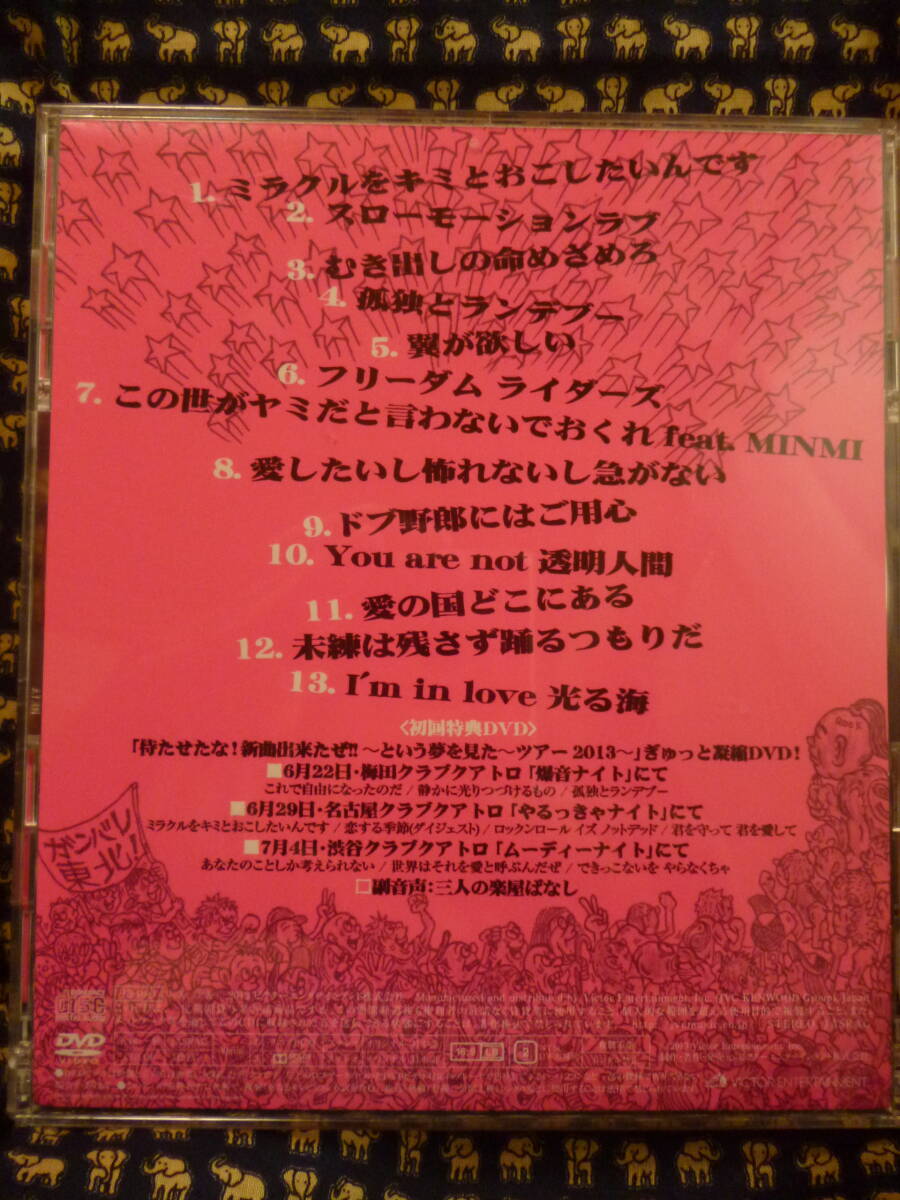 1. ミラクルをキミとおこしたいんです
2. スローモーションラブ
3. むき出しの命めざめろ
4. 孤独とランデブー
5. 翼が欲しい
6. フリーダム ライダーズ
7. この世がヤミだと言わないでおくれ feat. MINMI
8. 愛したいし怖れないし急がない
9. ドブ野郎にはご用心
10. You are not 透明人間
11. 愛の国どこにある
12. 未練は残さず踊るつもりだ
13. I'm in love 光る海
〈初回特典DVD〉
「待たせたな！新曲出来たぜ!! 〜という夢を見た〜ツアー 2013〜」ぎゅっと凝縮DVD！
■6月22日・梅田クラブクアトロ「爆音ナイト」にて
これで自由になったのだ / 静かに光りつづけるもの / 孤独とランデブー
■6月29日・名古屋クラブクアトロ「やるっきゃナイト」にて
ミラクルをキミとおこしたいんです / 恋する季節(ダイジェスト) / ロックンロール イズ ノットデッド / 君を守って 君を愛して
■7月4日・渋谷クラブクアトロ「ムーディーナイト」にて
あなたのことしか考えられない / 世界はそれを愛と呼ぶんだぜ / できっこないを やらなくちゃ
□副音声：三人の楽屋ばなし
ガンバレ
東北！
Manufactured and distributed by Victor Entertainment, Inc.
DVD
VICTOR ENTERTAINMENT